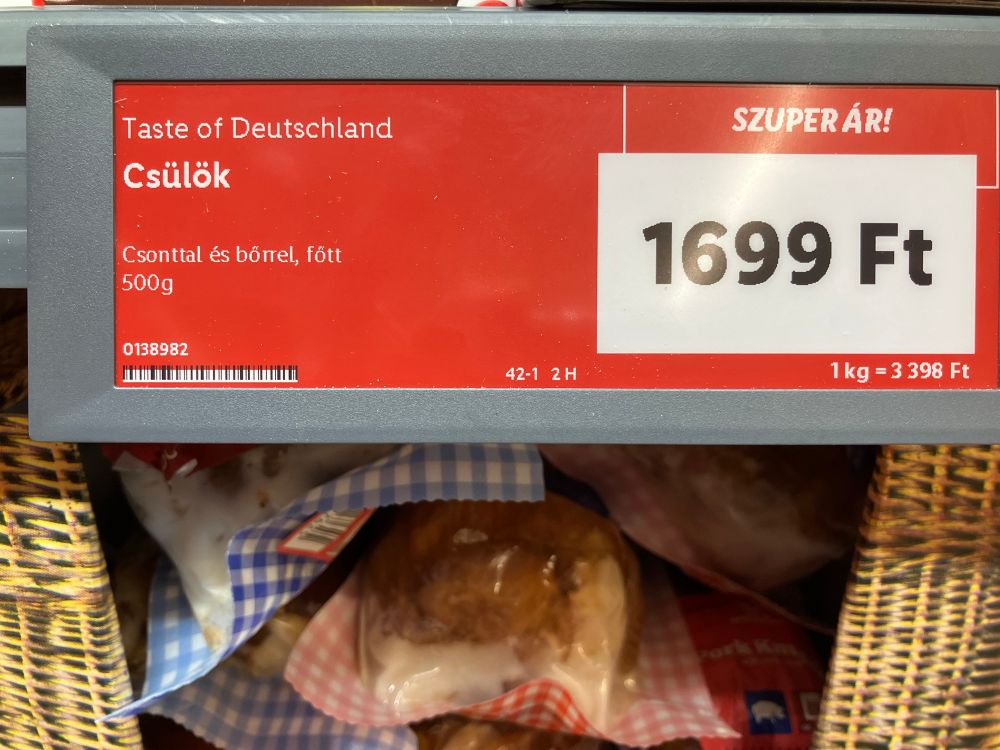 Taste of Deutschland
Csülök
Csonttal és bőrrel, főtt
500g
0138982
42-1 2 H
SZUPER ÁR!
1699 Ft
1 kg = 3 398 Ft